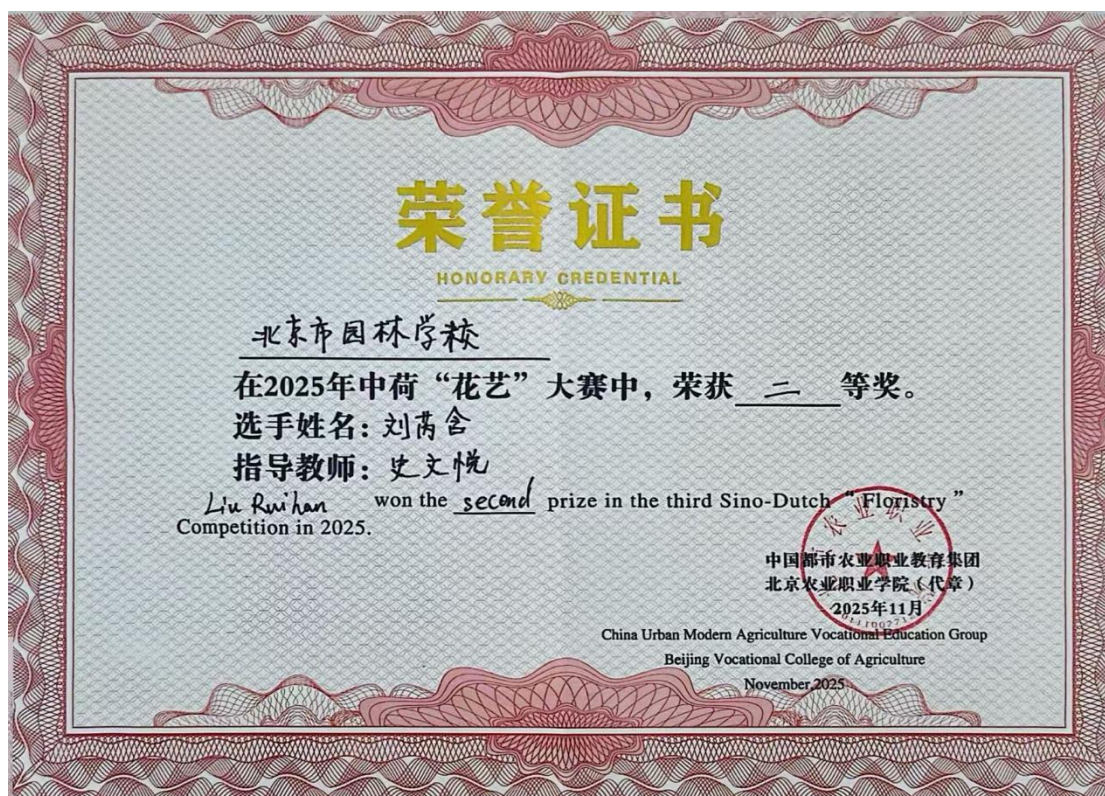 荣誉证书
HONORARY CREDENTIAL
北京市园林学校
在2025年中荷“花艺”大赛中，荣获 二 等奖。
选手姓名：刘芮含
指导教师：史文悦
Liu Ruihan won the second prize in the third Sino-Dutch “ Floristry ”
Competition in 2025.
中国都市农业职业教育集团
北京农业职业学院（代章）
2025年11月
China Urban Modern Agriculture Vocational Education Group
Beijing Vocational College of Agriculture
November,2025